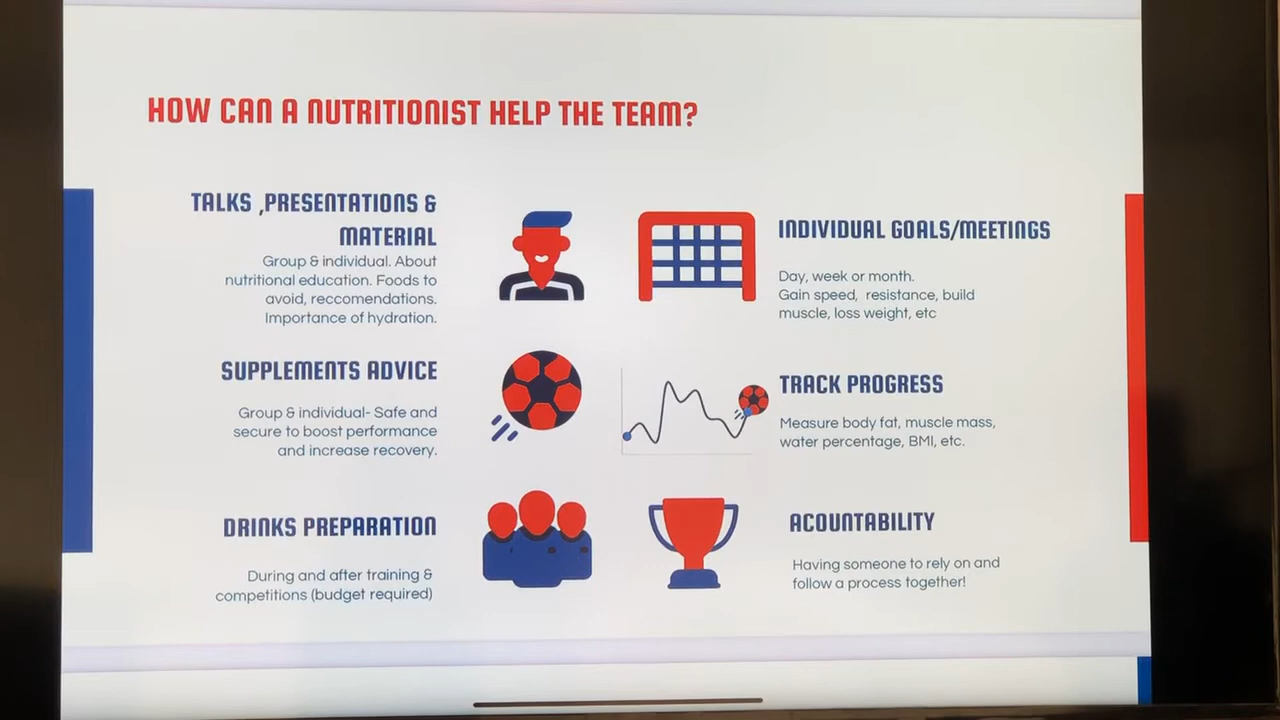 HOW CAN A NUTRITIONIST HELP THE TEAM?
TALKS ,PRESENTATIONS &
MATERIAL
Group & individual. About
nutritional education. Foods to
avoid, reccomendations.
Importance of hydration.
SUPPLEMENTS ADVICE
Group & individual- Safe and
secure to boost performance
and increase recovery.
DRINKS PREPARATION
During and after training &
competitions (budget required)
INDIVIDUAL GOALS/MEETINGS
Day, week or month.
Gain speed, resistance, build
muscle, loss weight, etc
TRACK PROGRESS
Measure body fat, muscle mass,
water percentage, BMI, etc.
ACOUNTABILITY
Having someone to rely on and
follow a process together!